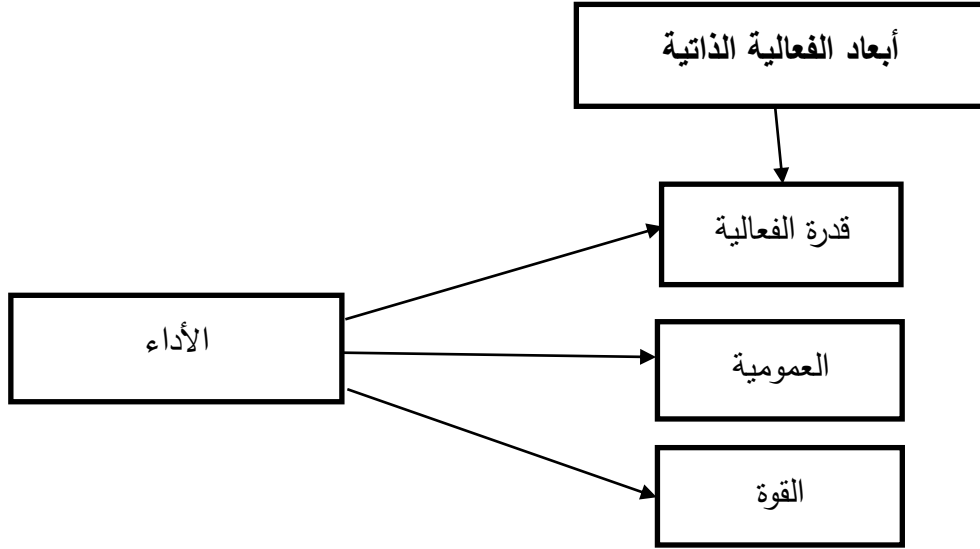 أبعاد الفعالية الذاتية
قدرة الفعالية
الأداء
العمومية
القوة